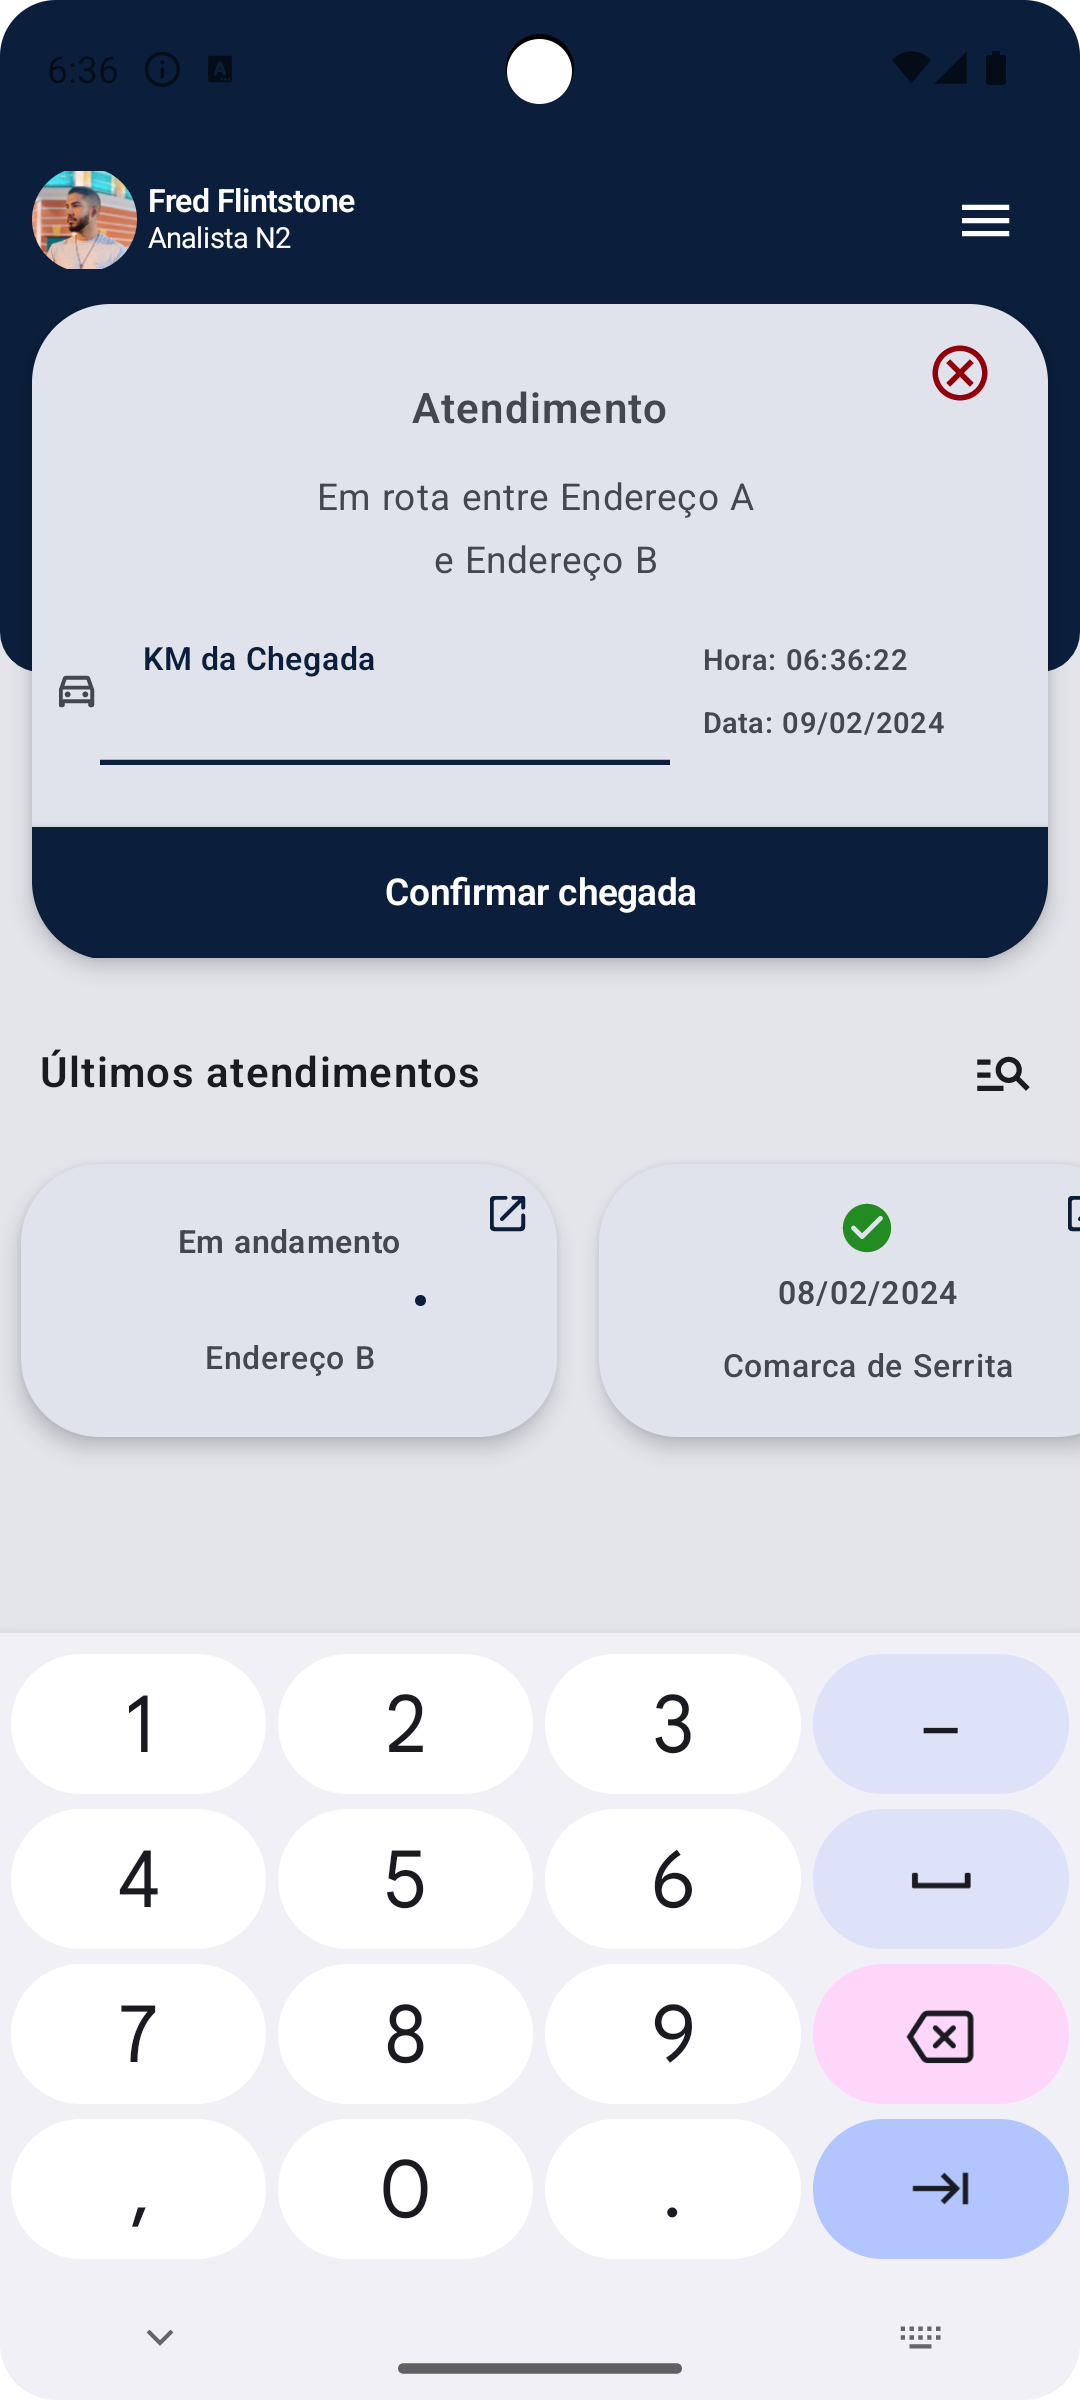 6:36
Fred Flintstone
Analista N2
Atendimento
Em rota entre Endereço A
e Endereço B
KM da Chegada
Hora: 06:36:22
Data: 09/02/2024
Confirmar chegada
Últimos atendimentos
Em andamento
Endereço B
08/02/2024
Comarca de Serrita
1 2 3 –
4 5 6
7 8 9
, 0 .